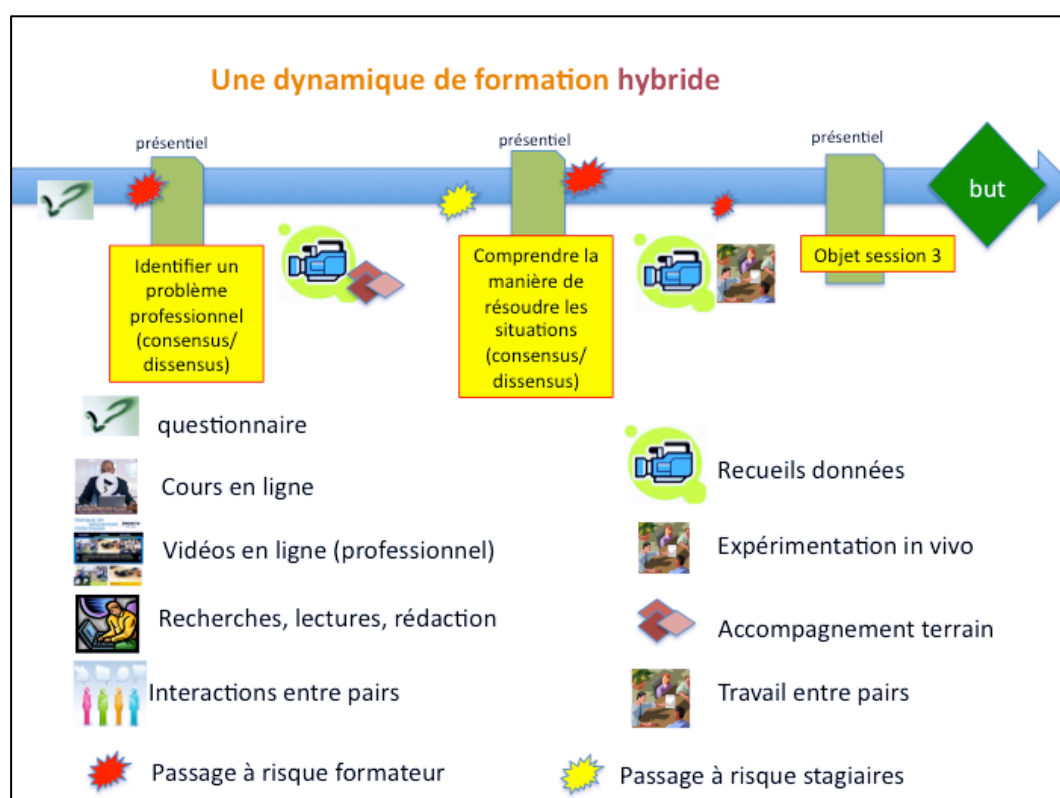 Une dynamique de formation hybride
présentiel
présentiel
présentiel
but
Identifier un
problème
professionnel
(consensus/
dissensus)
Comprendre la
manière de
résoudre les
situations
(consensus/
dissensus)
Objet session 3
questionnaire
Cours en ligne
Vidéos en ligne (professionnel)
Recherches, lectures, rédaction
Interactions entre pairs
Passage à risque formateur
Recueils données
Expérimentation in vivo
Accompagnement terrain
Travail entre pairs
Passage à risque stagiaires